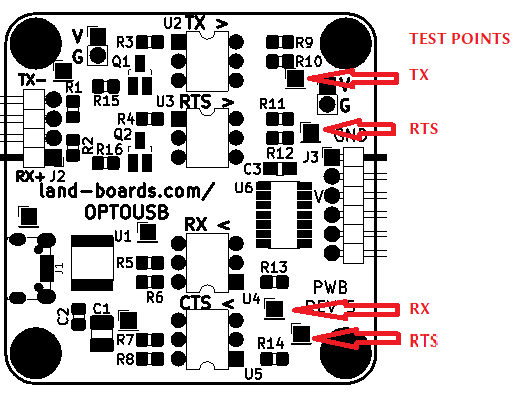 U2 TX >
V
G
R3
Q1
R9
R10
TEST POINTS
TX
TX-
R1
R15
U3 RTS >
V
G
R4
Q2
R11
RTS
GND
R2
R16
R12
J3
RX+
J2
C3
land-boards.com/
OPTOUSB
U6
V
RX <
U1
J1
R5
R6
R13
U4
PWB
REV 5
RX
C2
C1
CTS <
R7
R8
R14
U5
RTS